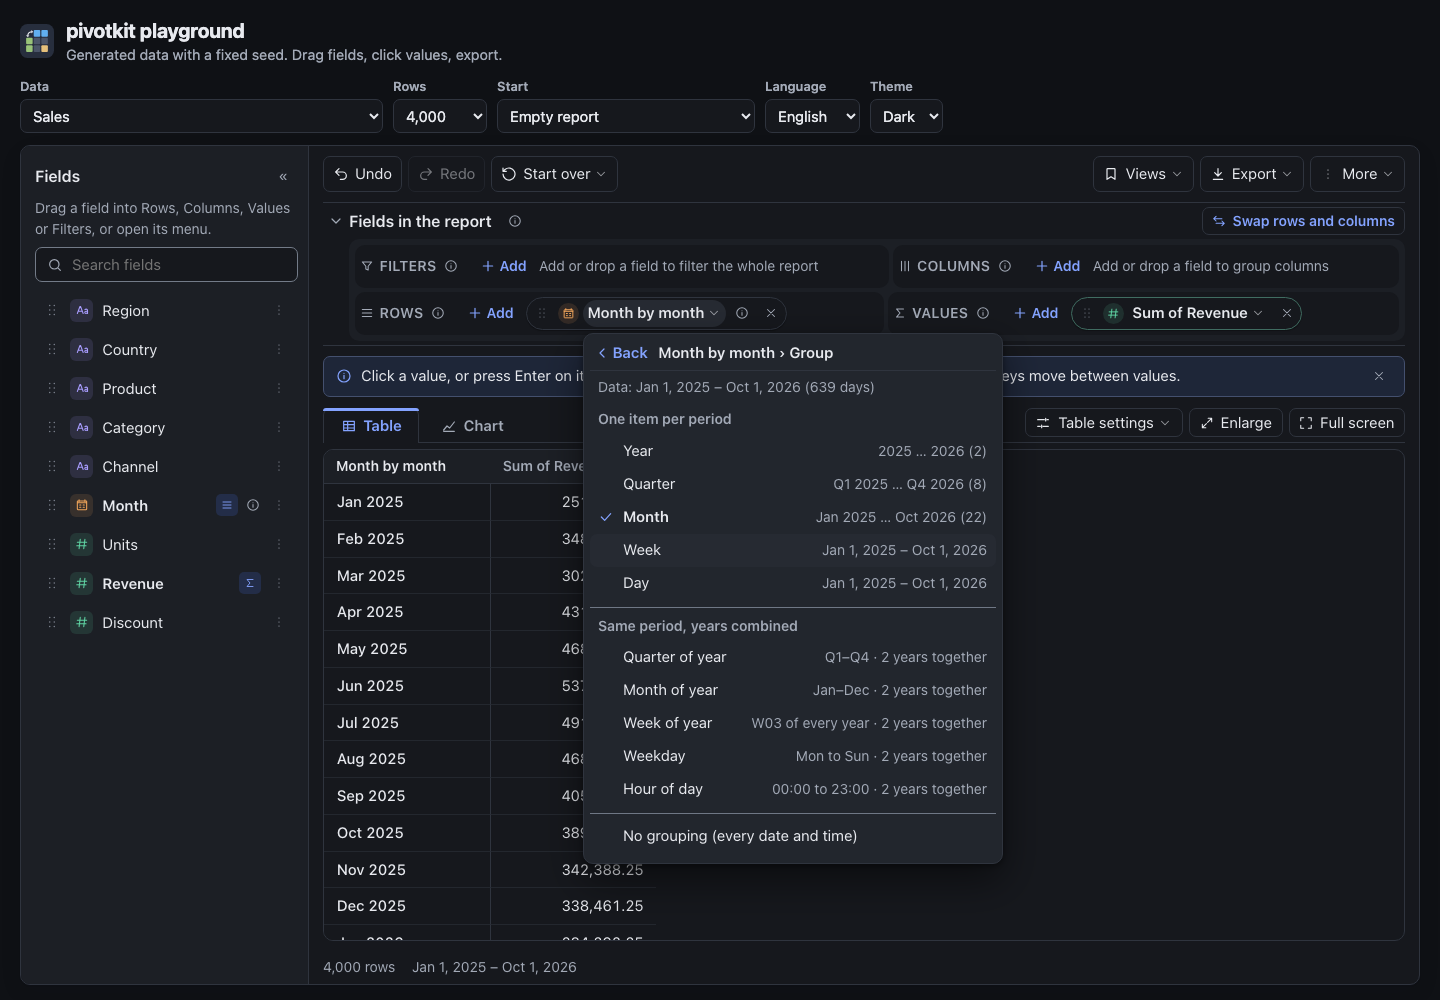 pivotkit playground
Generated data with a fixed seed. Drag fields, click values, export.
Data
Rows
Start
Language
Theme
Sales
4,000
Empty report
English
Dark
Fields
«
Drag a field into Rows, Columns, Values
or Filters, or open its menu.
Search fields
Aa Region
Aa Country
Aa Product
Aa Category
Aa Channel
Month
# Units
# Revenue Σ
# Discount
Undo
Redo
Start over
Views
Export
More
Fields in the report
Swap rows and columns
FILTERS
+ Add
Add or drop a field to filter the whole report
COLUMNS
+ Add
Add or drop a field to group columns
ROWS
+ Add
Month by month
Σ VALUES
+ Add
# Sum of Revenue
Click a value, or press Enter on
eys move between values.
Table
Chart
Table settings
Enlarge
Full screen
Month by month
Sum of
Jan 2025
Feb 2025
Mar 2025
Apr 2025
May 2025
Jun 2025
Jul 2025
Aug 2025
Sep 2025
Oct 2025
Nov 2025 342,388.25
Dec 2025 338,461.25
Back
Month by month › Group
Data: Jan 1, 2025 – Oct 1, 2026 (639 days)
One item per period
Year 2025 ... 2026 (2)
Quarter Q1 2025 ... Q4 2026 (8)
Month Jan 2025 ... Oct 2026 (22)
Week Jan 1, 2025 – Oct 1, 2026
Day Jan 1, 2025 – Oct 1, 2026
Same period, years combined
Quarter of year Q1–Q4 · 2 years together
Month of year Jan–Dec · 2 years together
Week of year W03 of every year · 2 years together
Weekday Mon to Sun · 2 years together
Hour of day 00:00 to 23:00 · 2 years together
No grouping (every date and time)
4,000 rows
Jan 1, 2025 – Oct 1, 2026